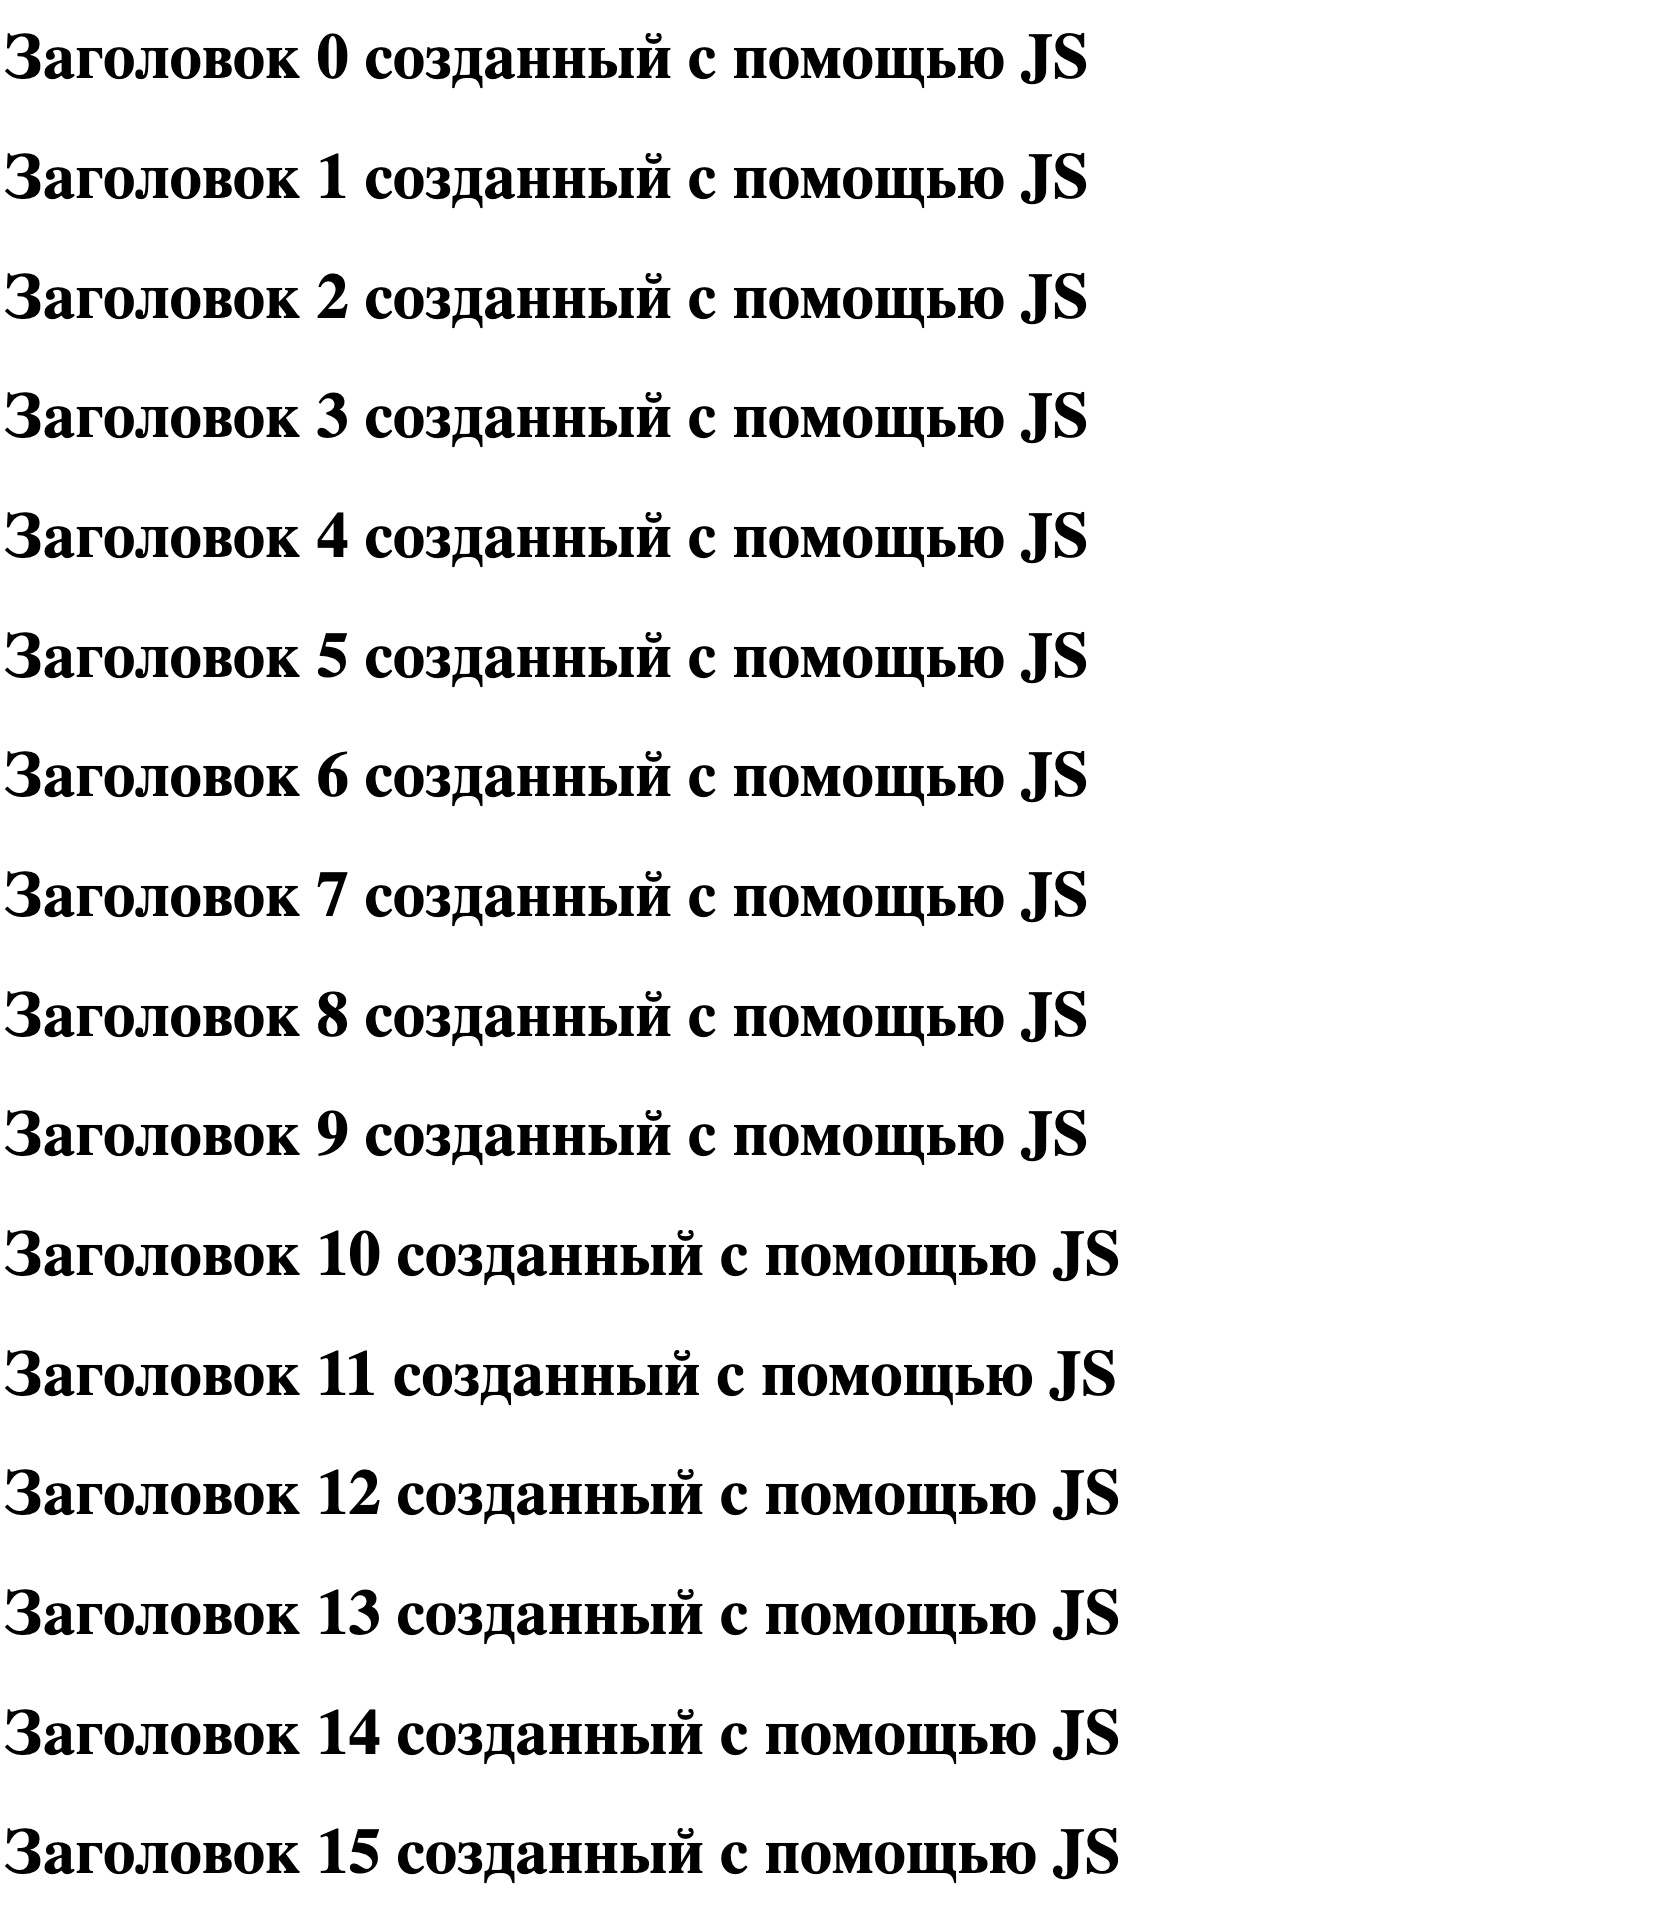 Заголовок 0 созданный с помощью JS
Заголовок 1 созданный с помощью JS
Заголовок 2 созданный с помощью JS
Заголовок 3 созданный с помощью JS
Заголовок 4 созданный с помощью JS
Заголовок 5 созданный с помощью JS
Заголовок 6 созданный с помощью JS
Заголовок 7 созданный с помощью JS
Заголовок 8 созданный с помощью JS
Заголовок 9 созданный с помощью JS
Заголовок 10 созданный с помощью JS
Заголовок 11 созданный с помощью JS
Заголовок 12 созданный с помощью JS
Заголовок 13 созданный с помощью JS
Заголовок 14 созданный с помощью JS
Заголовок 15 созданный с помощью JS